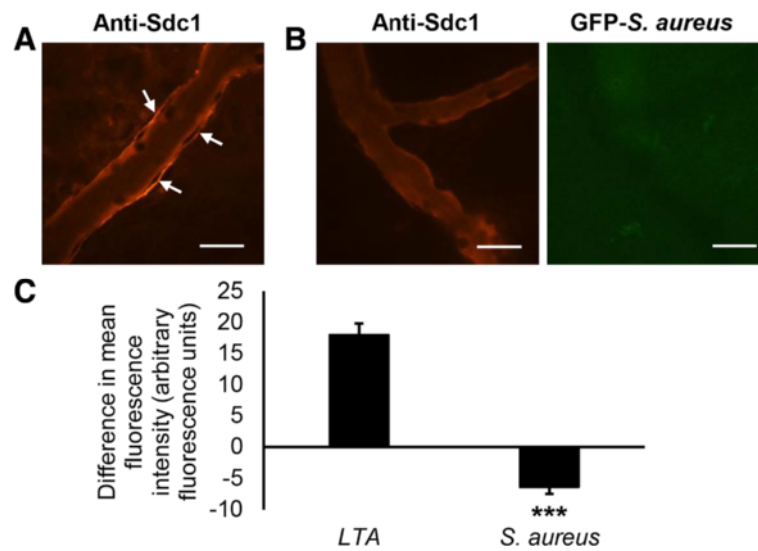 A
Anti-Sdc1
B
Anti-Sdc1
GFP-S. aureus
C
Difference in mean
fluorescence
intensity (arbitrary
fluorescence units)
25
20
15
10
5
0
-5
-10
***
LTA
S. aureus